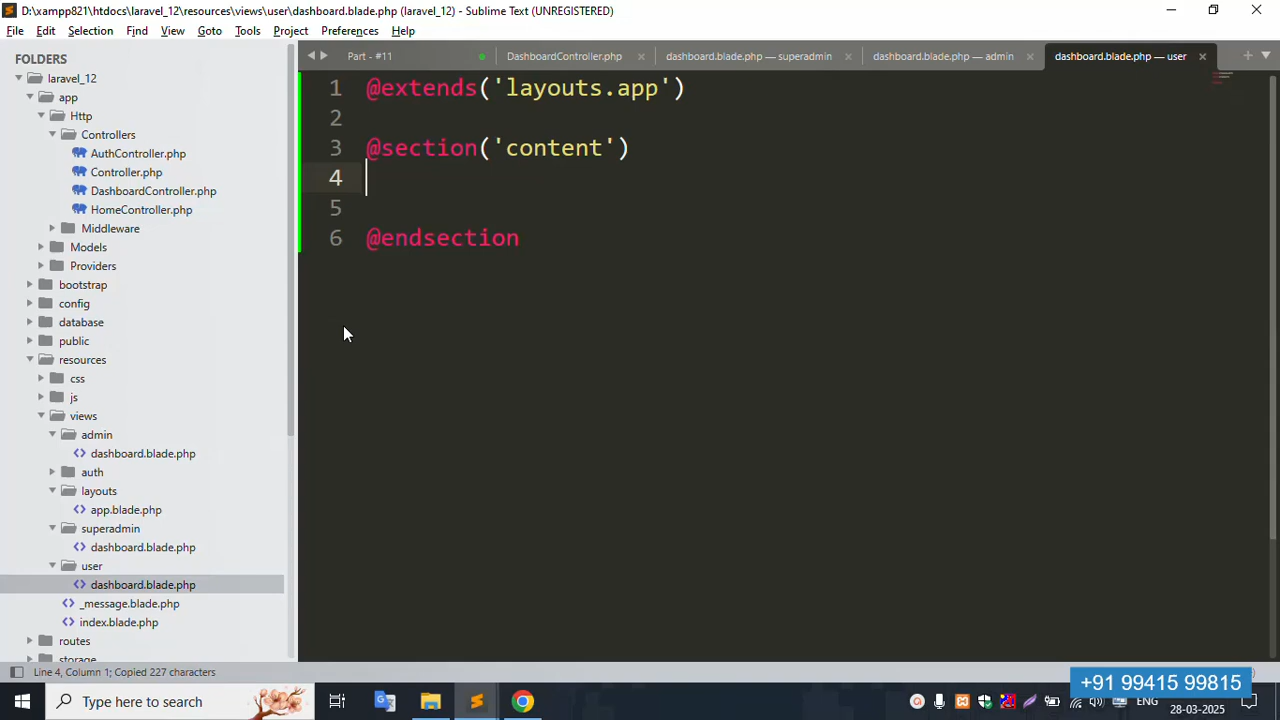 D:\xampp821\htdocs\laravel_12\resources\views\user\dashboard.blade.php (laravel_12) - Sublime Text (UNREGISTERED)
File Edit Selection Find View Goto Tools Project Preferences Help
FOLDERS
laravel_12
app
Http
Controllers
AuthController.php
Controller.php
DashboardController.php
HomeController.php
Middleware
Models
Providers
bootstrap
config
database
public
resources
css
js
views
admin
dashboard.blade.php
auth
layouts
app.blade.php
superadmin
dashboard.blade.php
user
dashboard.blade.php
_message.blade.php
index.blade.php
routes
storage
Part - #11 DashboardController.php dashboard.blade.php — superadmin dashboard.blade.php — admin dashboard.blade.php — user
1 @extends('layouts.app')
2
3 @section('content')
4
5
6 @endsection
Line 4, Column 1; Copied 227 characters
+91 99415 99815
Type here to search
ENG
28-03-2025